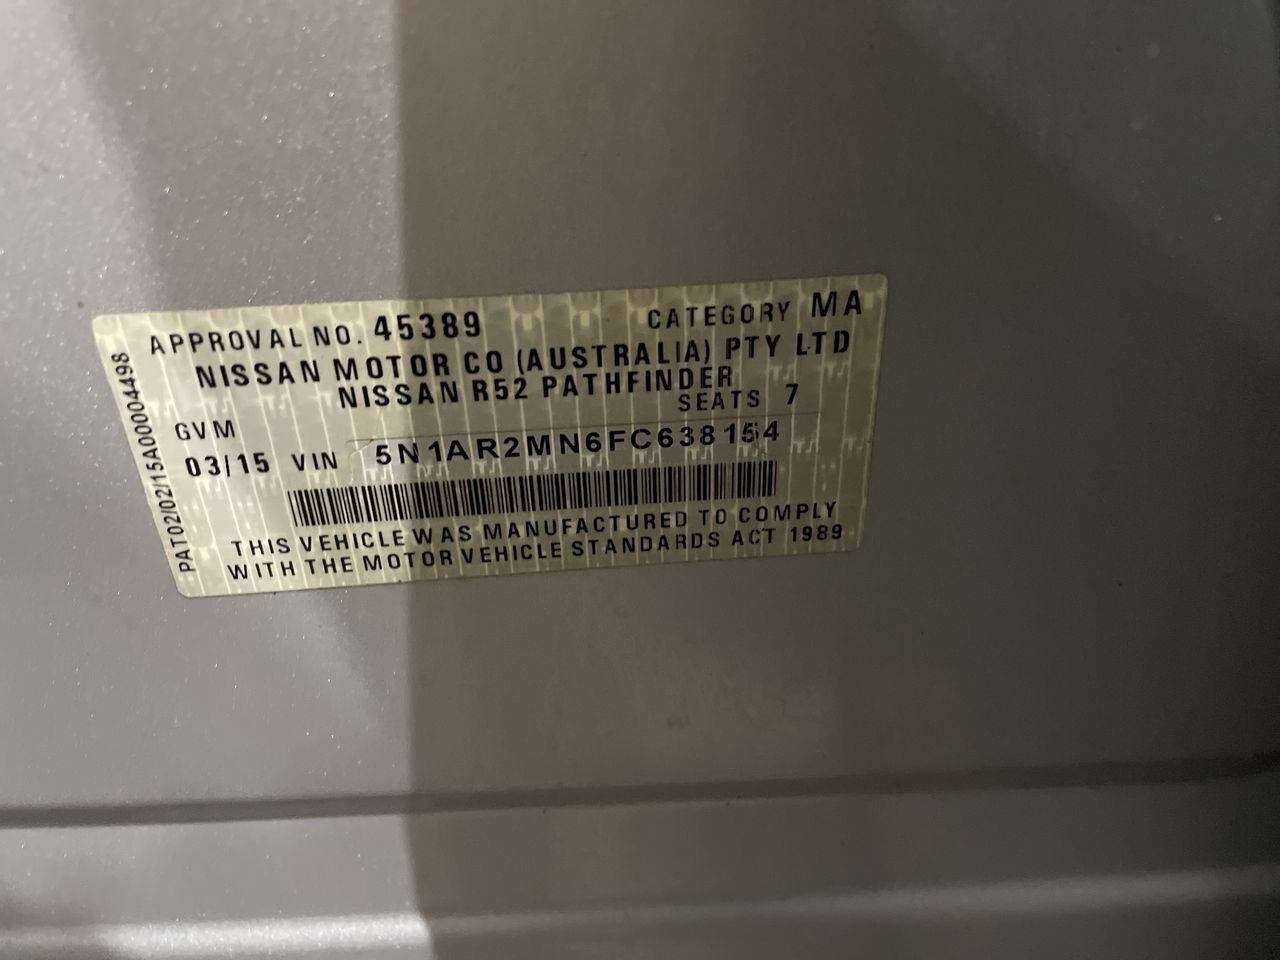 APPROVAL NO. 45389 CATEGORY MA
NISSAN MOTOR CO (AUSTRALIA) PTY LTD
NISSAN R52 PATHFINDER
SEATS 7
GVM
03/15 VIN 5N1AR2MN6FC638154
THIS VEHICLE WAS MANUFACTURED TO COMPLY
WITH THE MOTOR VEHICLE STANDARDS ACT 1989
PAT02/02/15A00004498